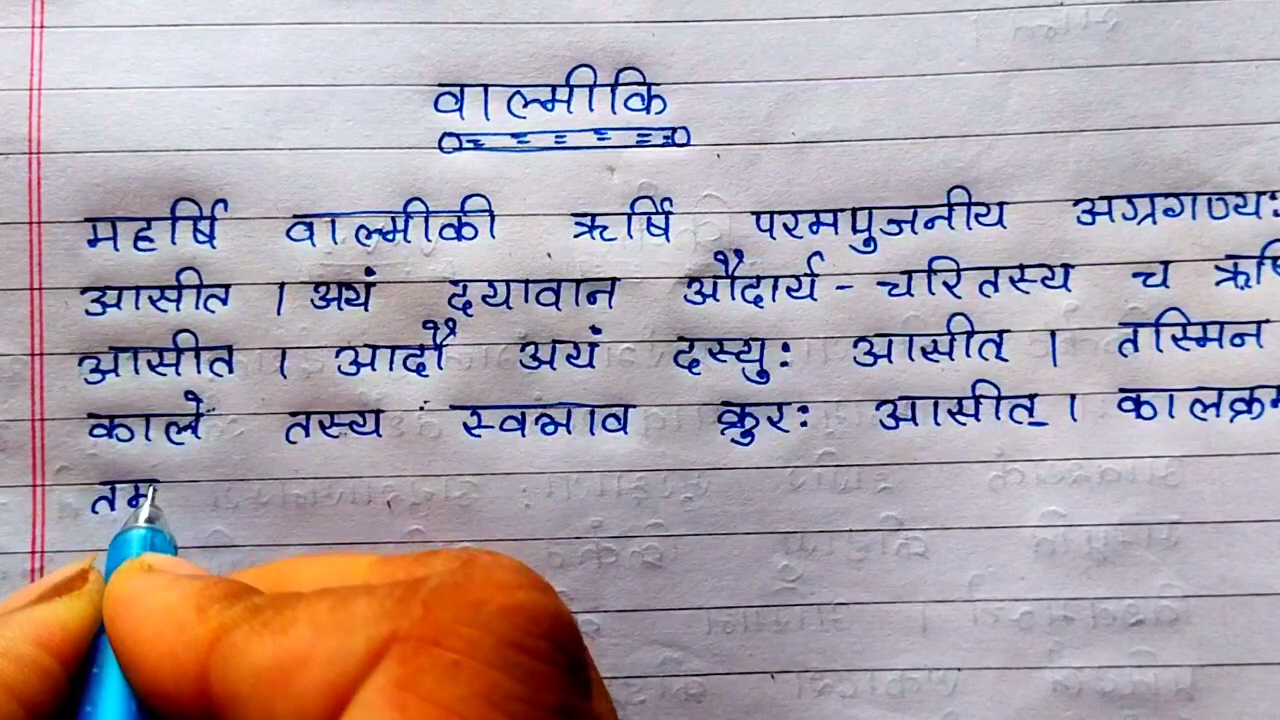 वाल्मीकि
महर्षि वाल्मीकी ऋर्षि परमपुजनीय अग्रगण्यः
आसीत । अयं दयावान औदार्य - चरितस्य च
आसीत । आदौ अयं दस्युः आसीत् । तस्मिन
काले तस्य स्वभाव क्रुरः आसीत् ।
तम